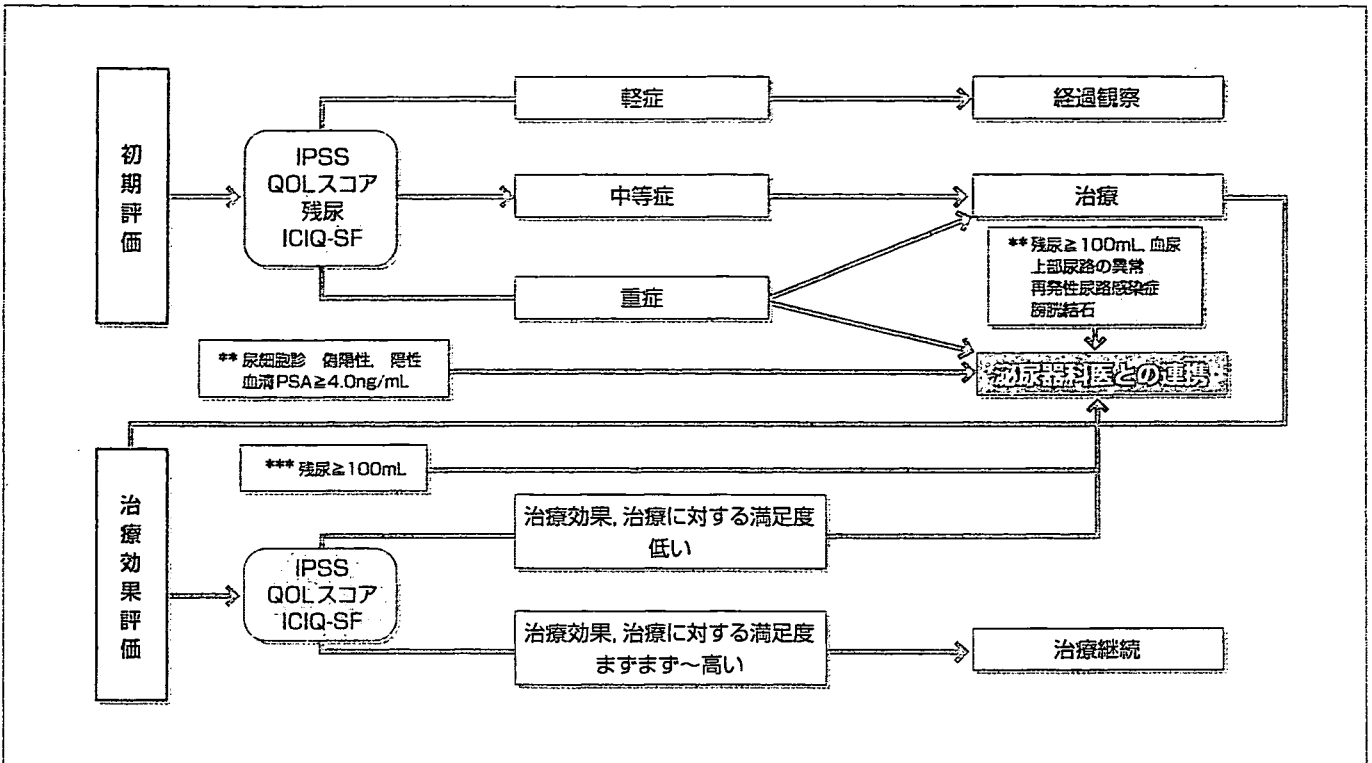 初期評価
IPSS
QOLスコア
残尿
ICIQ-SF
軽症
経過観察
中等症
治療
重症
** 残尿≧100mL, 血尿
上部尿路の異常
再発性尿路感染症
膀胱結石
** 尿細胞診 偽陽性, 陽性
血清PSA≧4.0ng/mL
泌尿器科医との連携
治療効果評価
*** 残尿≧100mL
IPSS
QOLスコア
ICIQ-SF
治療効果, 治療に対する満足度
低い
治療効果, 治療に対する満足度
まずまず～高い
治療継続